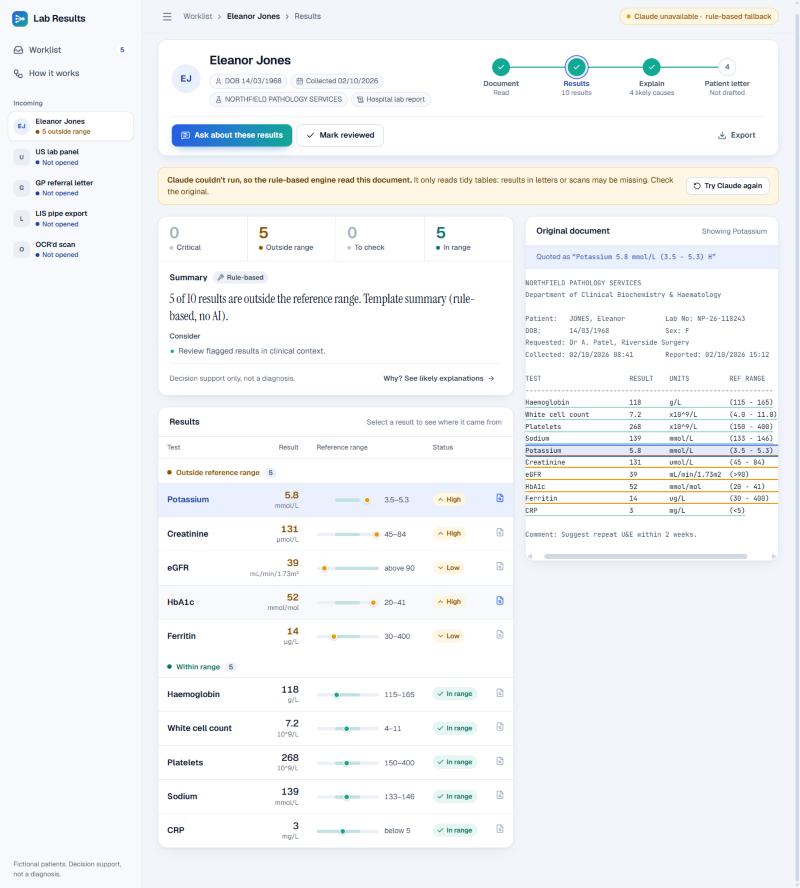 Lab Results
Worklist 5
How it works
Incoming
EJ Eleanor Jones
5 outside range
U US lab panel
Not opened
G GP referral letter
Not opened
L LIS pipe export
Not opened
O OCR'd scan
Not opened
Fictional patients. Decision support,
not a diagnosis.
Worklist > Eleanor Jones > Results
Claude unavailable · rule-based fallback
EJ
Eleanor Jones
DOB 14/03/1968 Collected 02/10/2026
NORTHFIELD PATHOLOGY SERVICES Hospital lab report
4
Document Results Explain Patient letter
Read 10 results 4 likely causes Not drafted
Ask about these results Mark reviewed Export
Claude couldn't run, so the rule-based engine read this document. It only reads tidy tables: results in letters or scans may be missing. Check
the original.
Try Claude again
0 5 0 5
Critical Outside range To check In range
Summary Rule-based
5 of 10 results are outside the reference range. Template summary (rule-
based, no AI).
Consider
Review flagged results in clinical context.
Decision support only, not a diagnosis. Why? See likely explanations →
Results Select a result to see where it came from
Test Result Reference range Status
Outside reference range 5
Potassium 5.8 mmol/L 3.5–5.3 High
Creatinine 131 µmol/L 45–84 High
eGFR 39 mL/min/1.73m² above 90 Low
HbA1c 52 mmol/mol 20–41 High
Ferritin 14 µg/L 30–400 Low
Within range 5
Haemoglobin 118 g/L 115–165 In range
White cell count 7.2 10^9/L 4–11 In range
Platelets 268 10^9/L 150–400 In range
Sodium 139 mmol/L 133–146 In range
CRP 3 mg/L below 5 In range
Original document Showing Potassium
Quoted as "Potassium 5.8 mmol/L (3.5 - 5.3) H"
NORTHFIELD PATHOLOGY SERVICES
Department of Clinical Biochemistry & Haematology
Patient: JONES, Eleanor Lab No: NP-26-118243
DOB: 14/03/1968 Sex: F
Requested: Dr A. Patel, Riverside Surgery
Collected: 02/10/2026 08:41 Reported: 02/10/2026 15:12
TEST RESULT UNITS REF RANGE
Haemoglobin 118 g/L (115 - 165)
White cell count 7.2 x10^9/L (4.0 - 11.0)
Platelets 268 x10^9/L (150 - 400)
Sodium 139 mmol/L (133 - 146)
Potassium 5.8 mmol/L (3.5 - 5.3)
Creatinine 131 umol/L (45 - 84)
eGFR 39 mL/min/1.73m2 (>90)
HbA1c 52 mmol/mol (20 - 41)
Ferritin 14 ug/L (30 - 400)
CRP 3 mg/L (<5)
Comment: Suggest repeat U&E within 2 weeks.